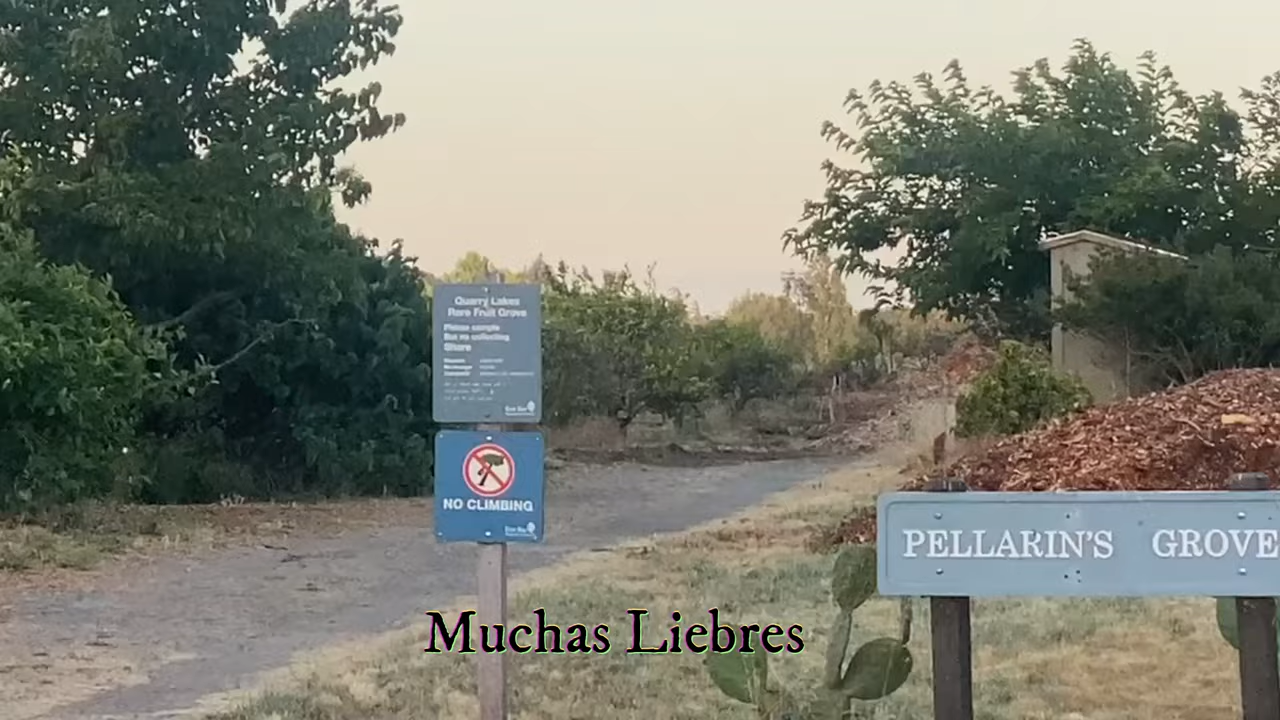 Quarry Lakes
Rare Fruit Grove
Please sample
But no collecting
Share
NO CLIMBING
PELLARIN'S GROVE
Muchas Liebres